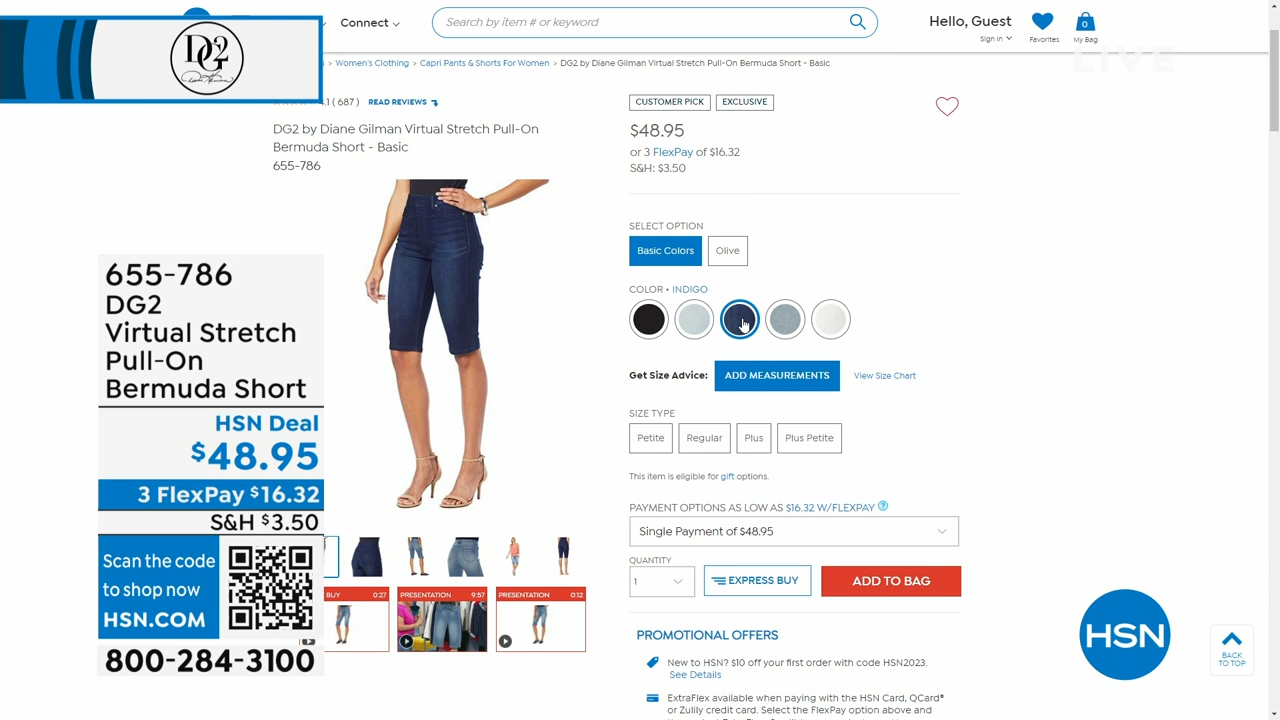 Connect
Search by item # or keyword
Hello, Guest
Sign In
Favorites
0
My Bag
LIVE
DG2
> Women's Clothing > Capri Pants & Shorts For Women > DG2 by Diane Gilman Virtual Stretch Pull-On Bermuda Short - Basic
.1 ( 687 ) READ REVIEWS
DG2 by Diane Gilman Virtual Stretch Pull-On
Bermuda Short - Basic
655-786
CUSTOMER PICK
EXCLUSIVE
$48.95
or 3 FlexPay of $16.32
S&H: $3.50
SELECT OPTION
Basic Colors
Olive
COLOR • INDIGO
Get Size Advice:
ADD MEASUREMENTS
View Size Chart
SIZE TYPE
Petite
Regular
Plus
Plus Petite
This item is eligible for gift options.
PAYMENT OPTIONS AS LOW AS $16.32 W/FLEXPAY ?
Single Payment of $48.95
QUANTITY
1
EXPRESS BUY
ADD TO BAG
PROMOTIONAL OFFERS
New to HSN? $10 off your first order with code HSN2023.
See Details
ExtraFlex available when paying with the HSN Card, QCard®
or Zulily credit card. Select the FlexPay option above and
655-786
DG2
Virtual Stretch
Pull-On
Bermuda Short
HSN Deal
$48.95
3 FlexPay $16.32
S&H $3.50
Scan the code
to shop now
HSN.COM
800-284-3100
BUY 0:27
PRESENTATION 9:57
PRESENTATION 0:12
HSN
BACK
TO TOP